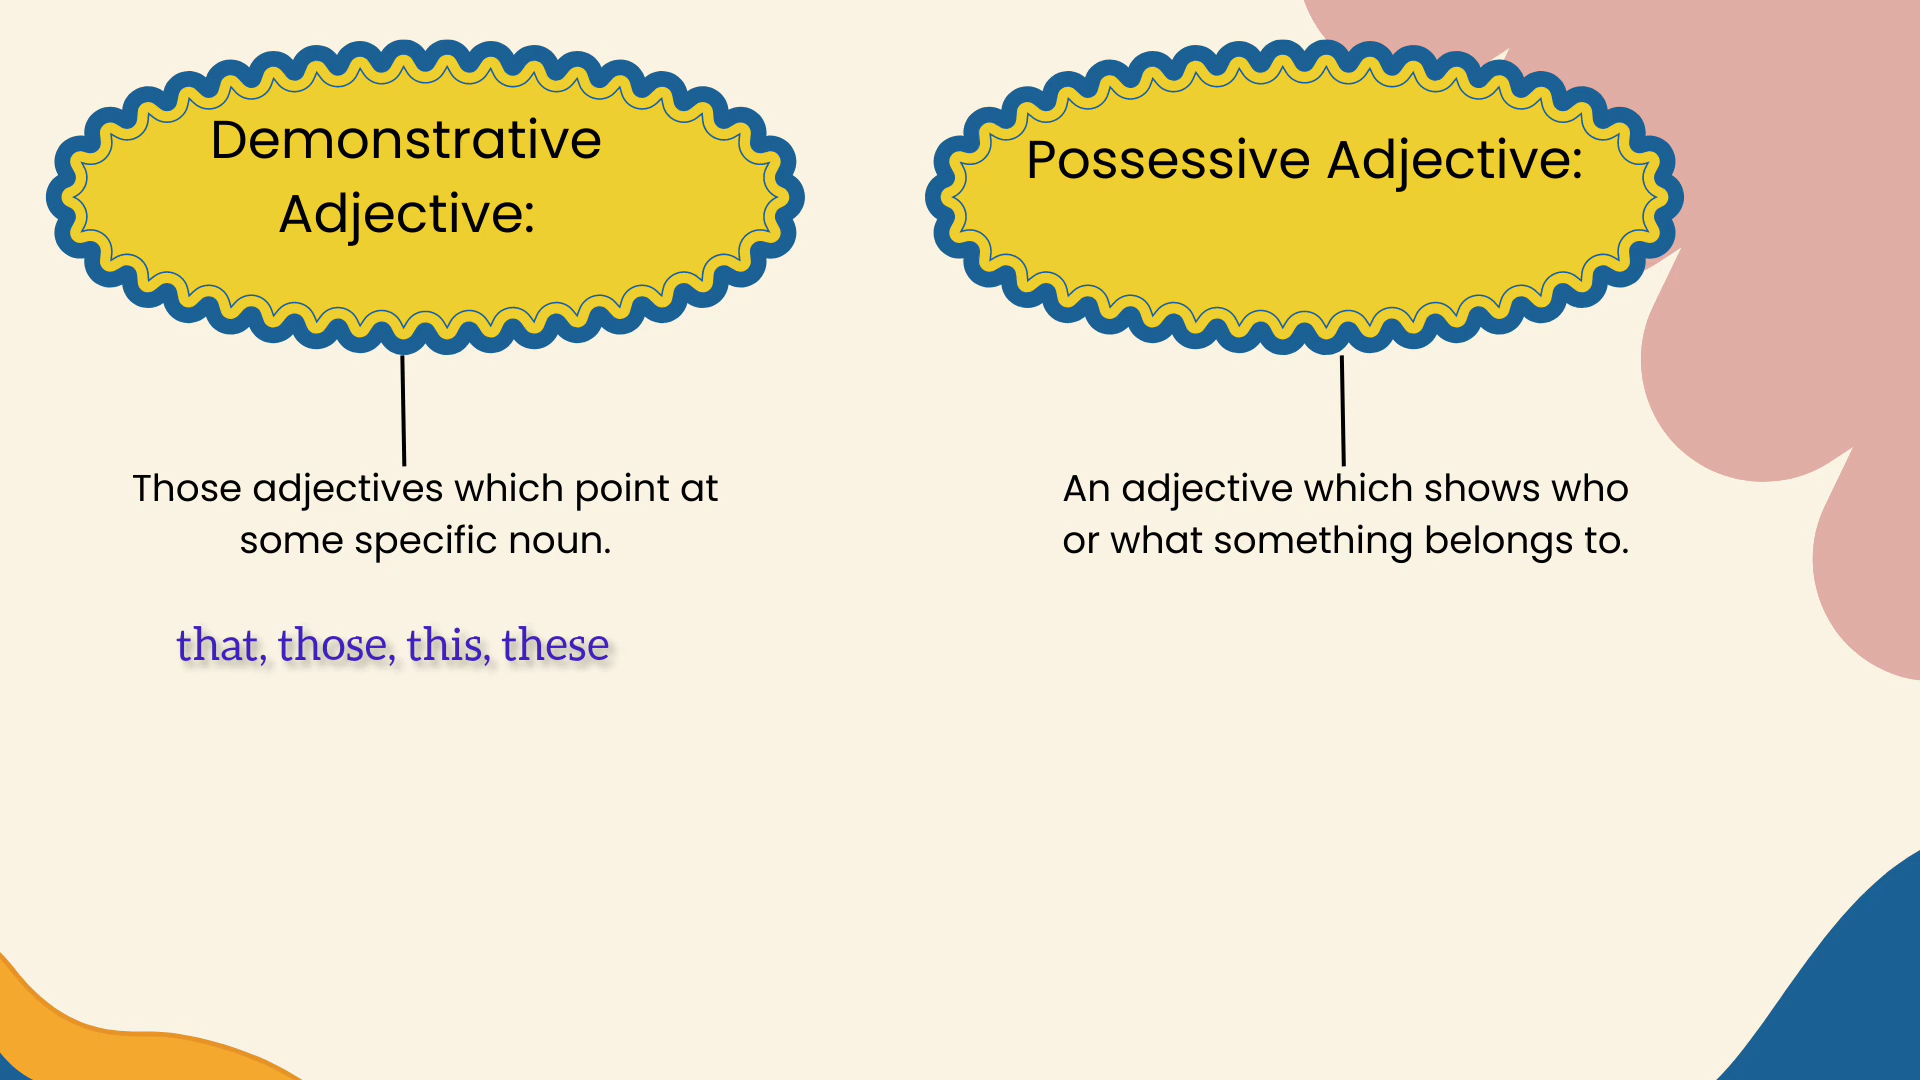 Demonstrative
Adjective:
Those adjectives which point at
some specific noun.
that, those, this, these
Possessive Adjective:
An adjective which shows who
or what something belongs to.